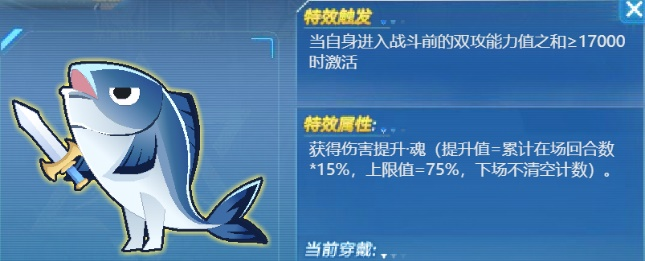 特效触发
当自身进入战斗前的双攻能力值之和≥17000
时激活
特效属性:
获得伤害提升·魂（提升值=累计在场回合数
*15%，上限值=75%，下场不清空计数）。
当前穿戴: